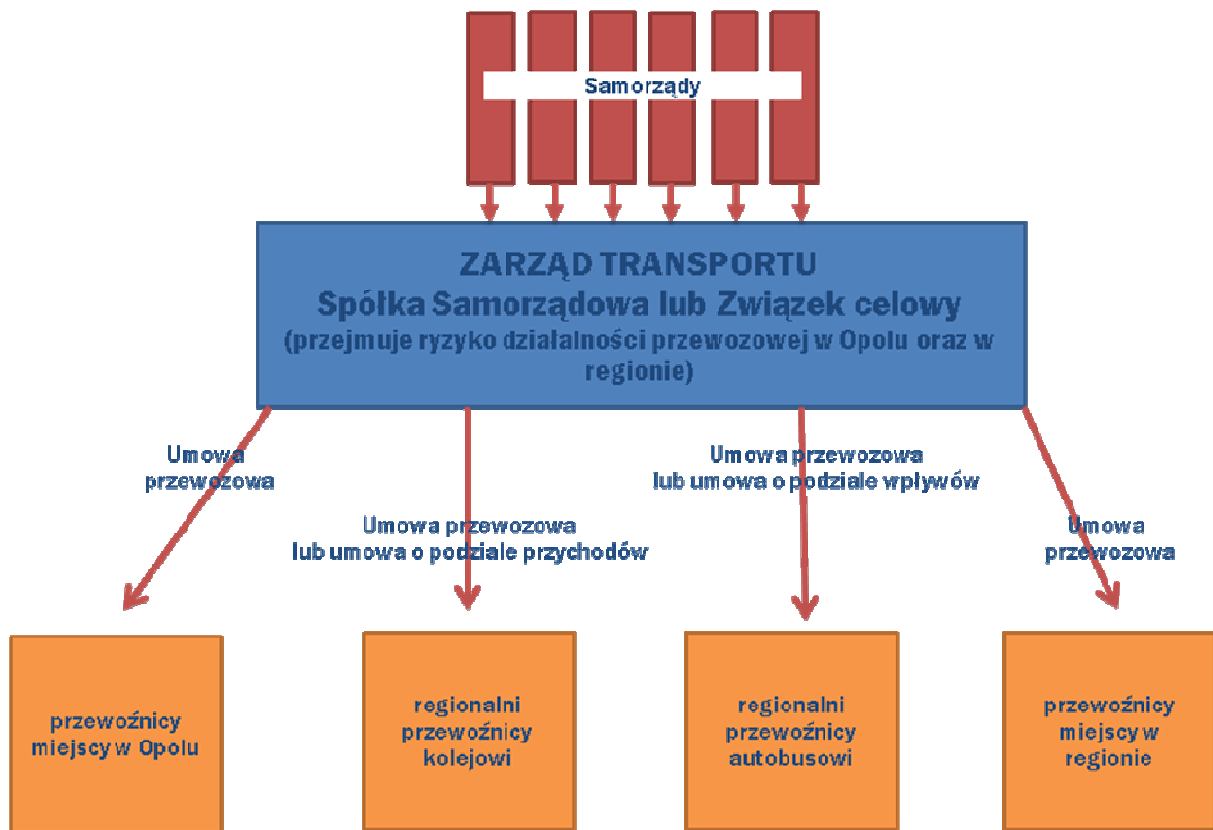 Samorządy
ZARZĄD TRANSPORTU
Spółka Samorządowa lub Związek celowy
(przejmuje ryzyko działalności przewozowej w Opolu oraz w
regionie)
Umowa
przewozowa
Umowa przewozowa
lub umowa o podziale przychodów
Umowa przewozowa
lub umowa o podziale wpływów
Umowa
przewozowa
przewoźnicy
miejscy w Opolu
regionalni
przewoźnicy
kolejowi
regionalni
przewoźnicy
autobusowi
przewoźnicy
miejscy w
regionie